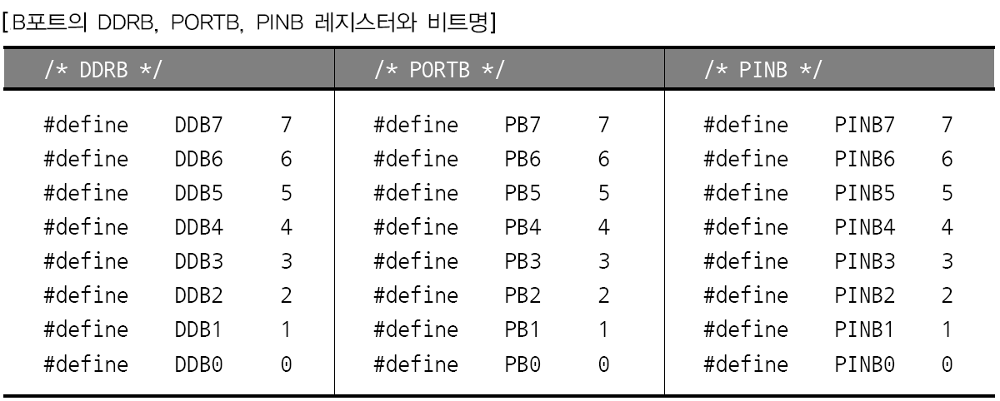 [B포트의 DDRB, PORTB, PINB 레지스터와 비트명]
/* DDRB */ /* PORTB */ /* PINB */
#define DDB7 7 #define PB7 7 #define PINB7 7
#define DDB6 6 #define PB6 6 #define PINB6 6
#define DDB5 5 #define PB5 5 #define PINB5 5
#define DDB4 4 #define PB4 4 #define PINB4 4
#define DDB3 3 #define PB3 3 #define PINB3 3
#define DDB2 2 #define PB2 2 #define PINB2 2
#define DDB1 1 #define PB1 1 #define PINB1 1
#define DDB0 0 #define PB0 0 #define PINB0 0